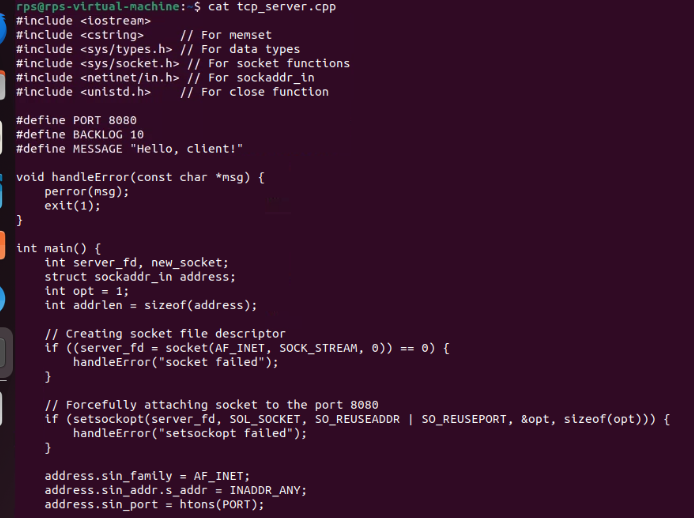 rps@rps-virtual-machine:~$ cat tcp_server.cpp
#include <iostream>
#include <cstring>     // For memset
#include <sys/types.h> // For data types
#include <sys/socket.h> // For socket functions
#include <netinet/in.h> // For sockaddr_in
#include <unistd.h>    // For close function

#define PORT 8080
#define BACKLOG 10
#define MESSAGE "Hello, client!"

void handleError(const char *msg) {
    perror(msg);
    exit(1);
}

int main() {
    int server_fd, new_socket;
    struct sockaddr_in address;
    int opt = 1;
    int addrlen = sizeof(address);

    // Creating socket file descriptor
    if ((server_fd = socket(AF_INET, SOCK_STREAM, 0)) == 0) {
        handleError("socket failed");
    }

    // Forcefully attaching socket to the port 8080
    if (setsockopt(server_fd, SOL_SOCKET, SO_REUSEADDR | SO_REUSEPORT, &opt, sizeof(opt))) {
        handleError("setsockopt failed");
    }

    address.sin_family = AF_INET;
    address.sin_addr.s_addr = INADDR_ANY;
    address.sin_port = htons(PORT);